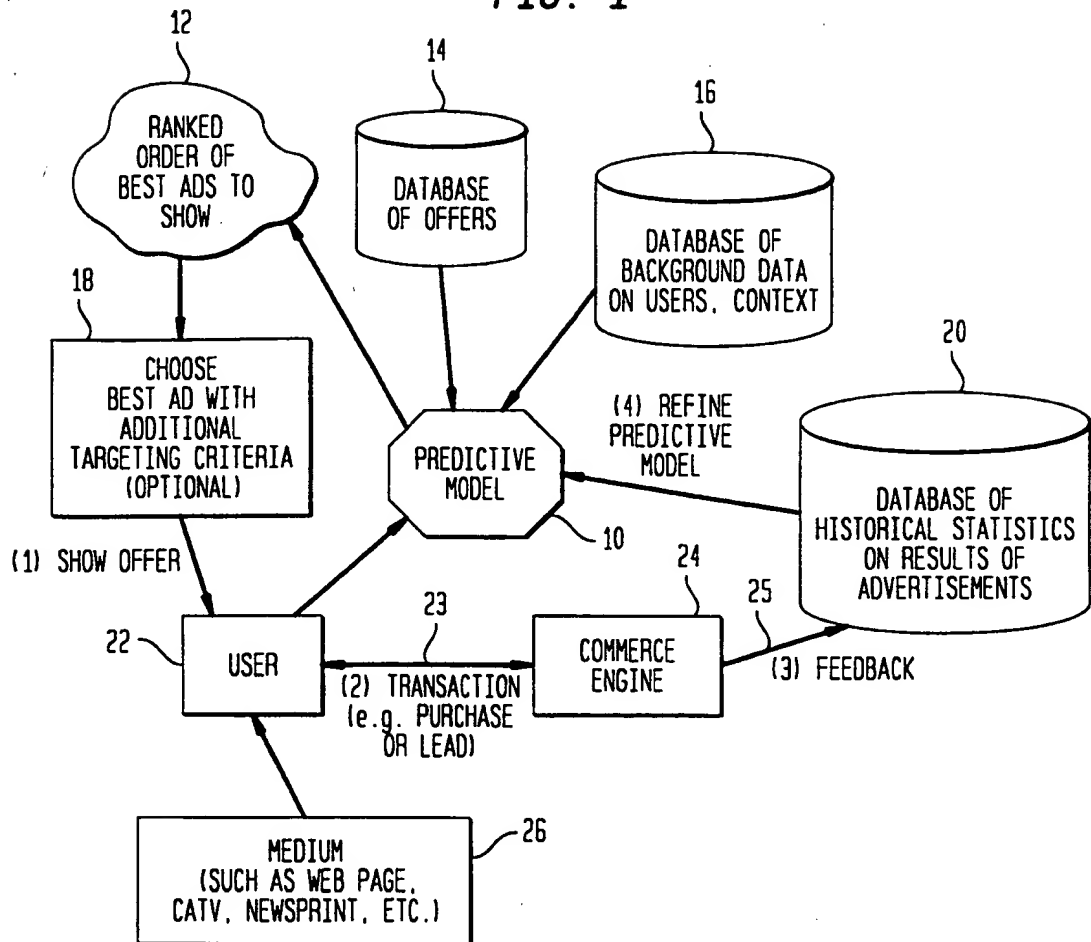 FIG. 1
12
RANKED
ORDER OF
BEST ADS TO
SHOW
14
DATABASE
OF OFFERS
16
DATABASE OF
BACKGROUND DATA
ON USERS, CONTEXT
18
CHOOSE
BEST AD WITH
ADDITIONAL
TARGETING CRITERIA
(OPTIONAL)
PREDICTIVE
MODEL
10
(4) REFINE
PREDICTIVE
MODEL
20
DATABASE OF
HISTORICAL STATISTICS
ON RESULTS OF
ADVERTISEMENTS
(1) SHOW OFFER
22
USER
23
(2) TRANSACTION
(e.g. PURCHASE
OR LEAD)
24
COMMERCE
ENGINE
25
(3) FEEDBACK
26
MEDIUM
(SUCH AS WEB PAGE,
CATV, NEWSPRINT, ETC.)